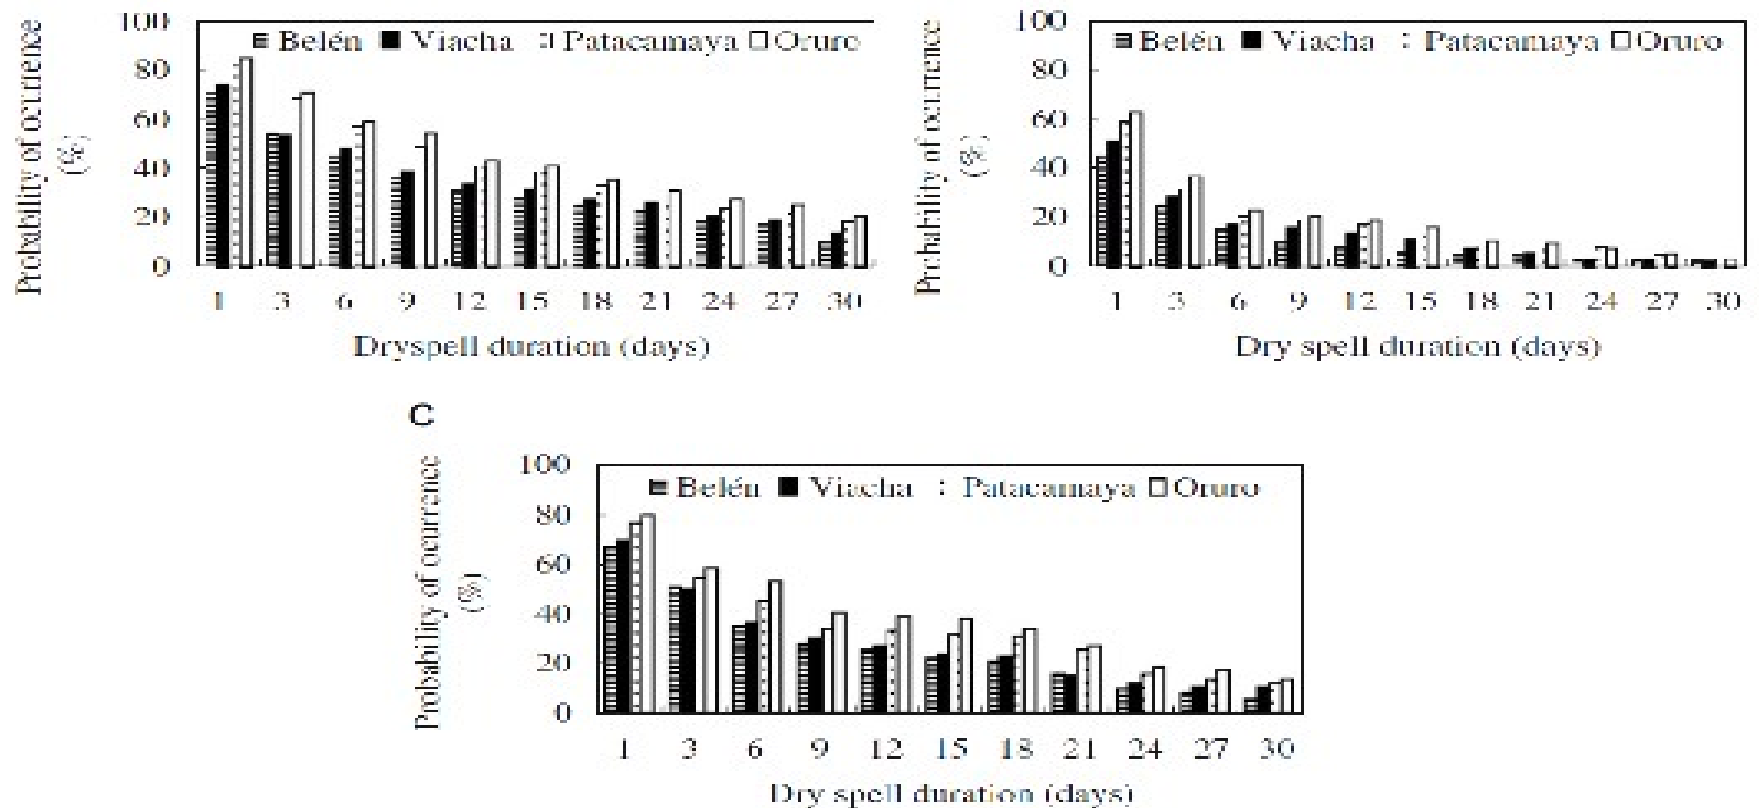 100
Probability of ocurrence
(%)
Belén Viacha Patacamaya Oruro
80
60
40
20
0
1 3 6 9 12 15 18 21 24 27 30
Dryspell duration (days)
100
Probability of occurrence
(%)
Belén Viacha Patacamaya Oruro
80
60
40
20
0
1 3 6 9 12 15 18 21 24 27 30
Dry spell duration (days)
C
100
Probability of ocurrence
(%)
Belén Viacha Patacamaya Oruro
80
60
40
20
0
1 3 6 9 12 15 18 21 24 27 30
Dry spell duration (days)